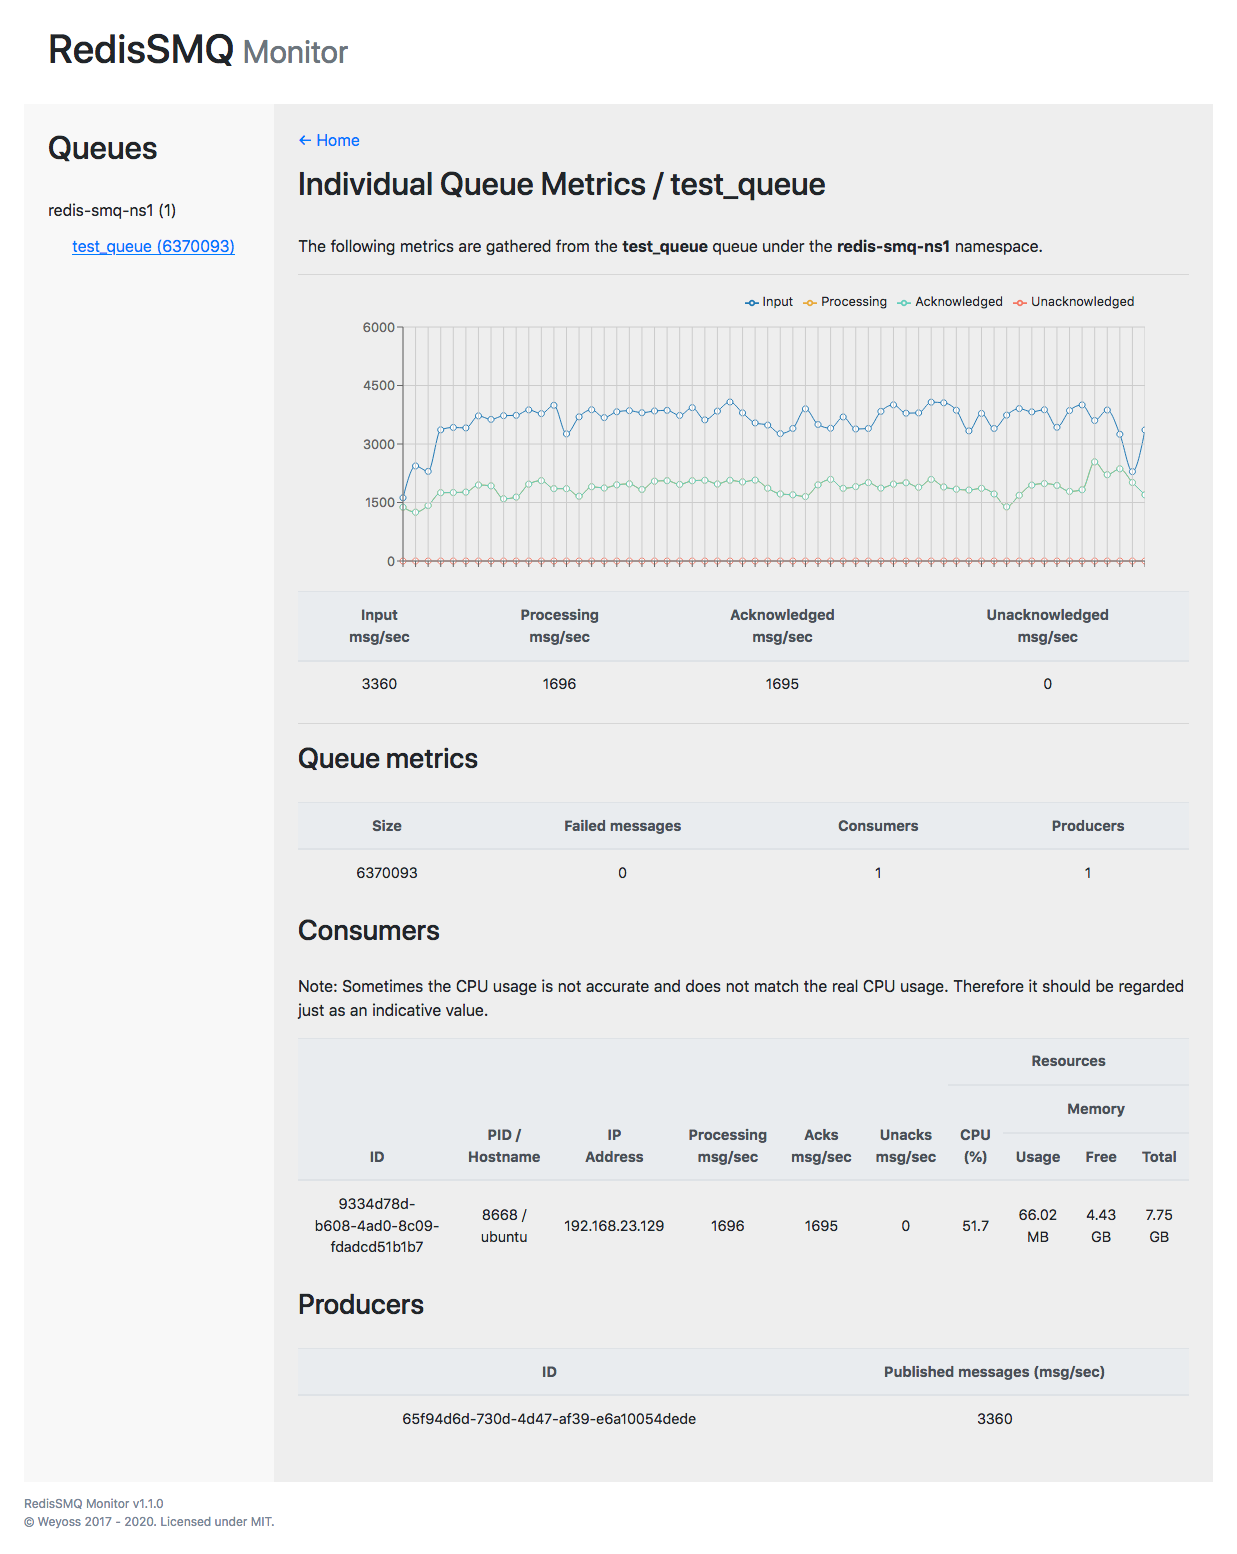 RedisSMQ Monitor
Queues
redis-smq-ns1 (1)
test_queue (6370093)
← Home
Individual Queue Metrics / test_queue
The following metrics are gathered from the test_queue queue under the redis-smq-ns1 namespace.
Input Processing Acknowledged Unacknowledged
6000
4500
3000
1500
0
Input msg/sec Processing msg/sec Acknowledged msg/sec Unacknowledged msg/sec
3360 1696 1695 0
Queue metrics
Size Failed messages Consumers Producers
6370093 0 1 1
Consumers
Note: Sometimes the CPU usage is not accurate and does not match the real CPU usage. Therefore it should be regarded
just as an indicative value.
Resources
Memory
ID PID / Hostname IP Address Processing msg/sec Acks msg/sec Unacks msg/sec CPU (%) Usage Free Total
9334d78d-b608-4ad0-8c09-fdadcd51b1b7 8668 / ubuntu 192.168.23.129 1696 1695 0 51.7 66.02 MB 4.43 GB 7.75 GB
Producers
ID Published messages (msg/sec)
65f94d6d-730d-4d47-af39-e6a10054dede 3360
RedisSMQ Monitor v1.1.0
© Weyoss 2017 - 2020. Licensed under MIT.